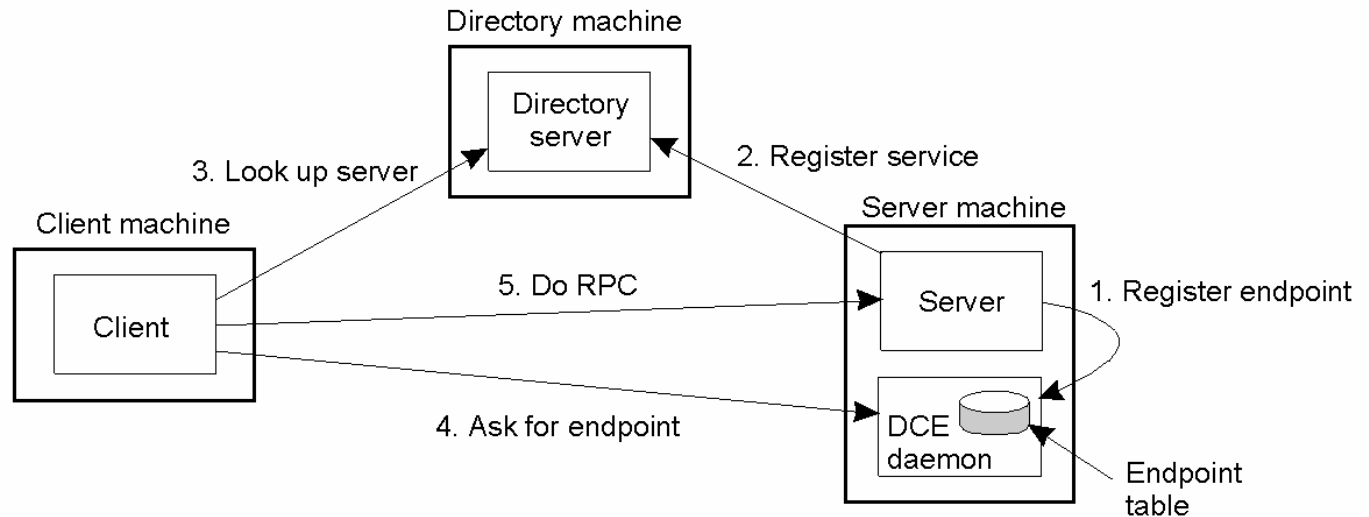 Directory machine
Directory
server
3. Look up server
2. Register service
Client machine
Server machine
5. Do RPC
1. Register endpoint
Client
Server
4. Ask for endpoint
DCE
daemon
Endpoint
table